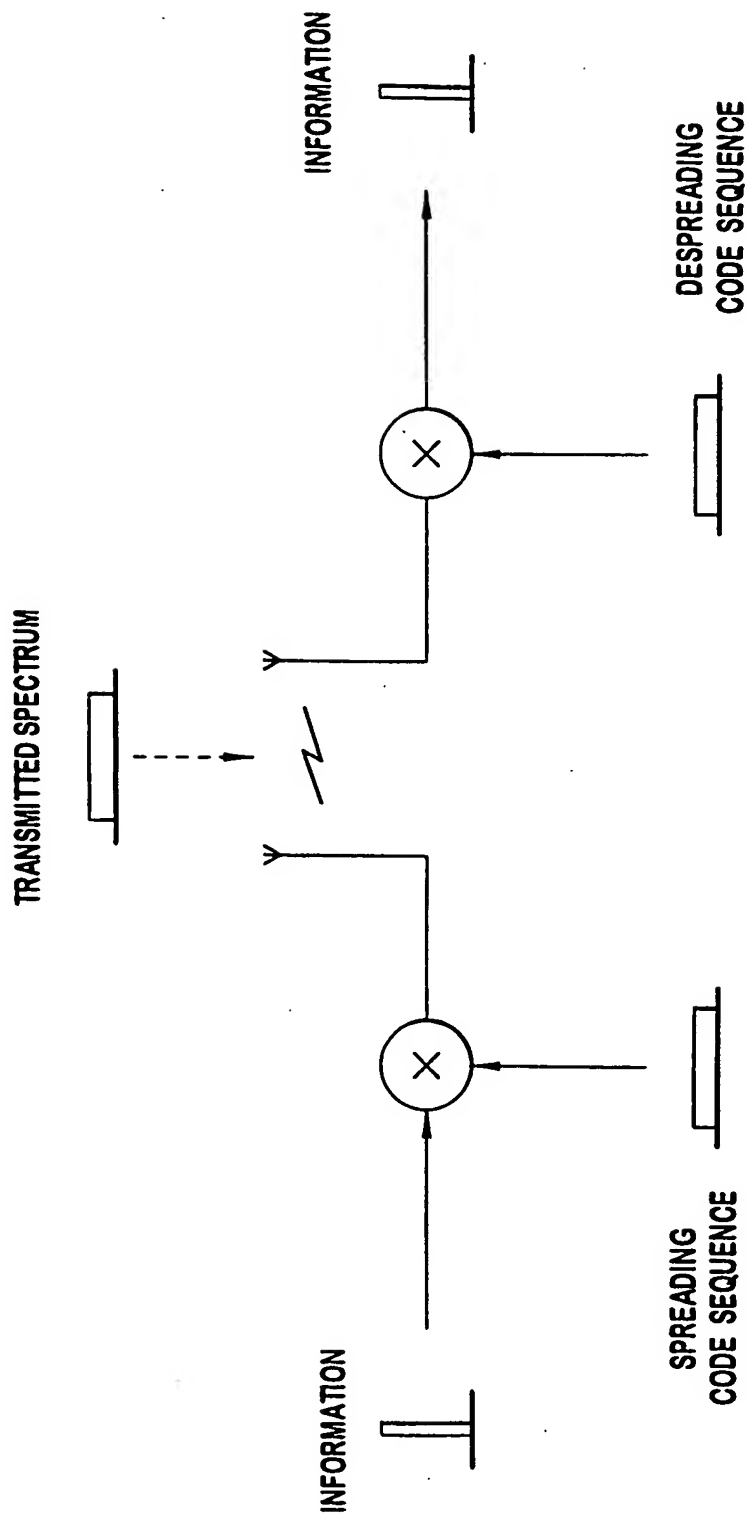 TRANSMITTED SPECTRUM
INFORMATION
INFORMATION
SPREADING
CODE SEQUENCE
DESPREADING
CODE SEQUENCE